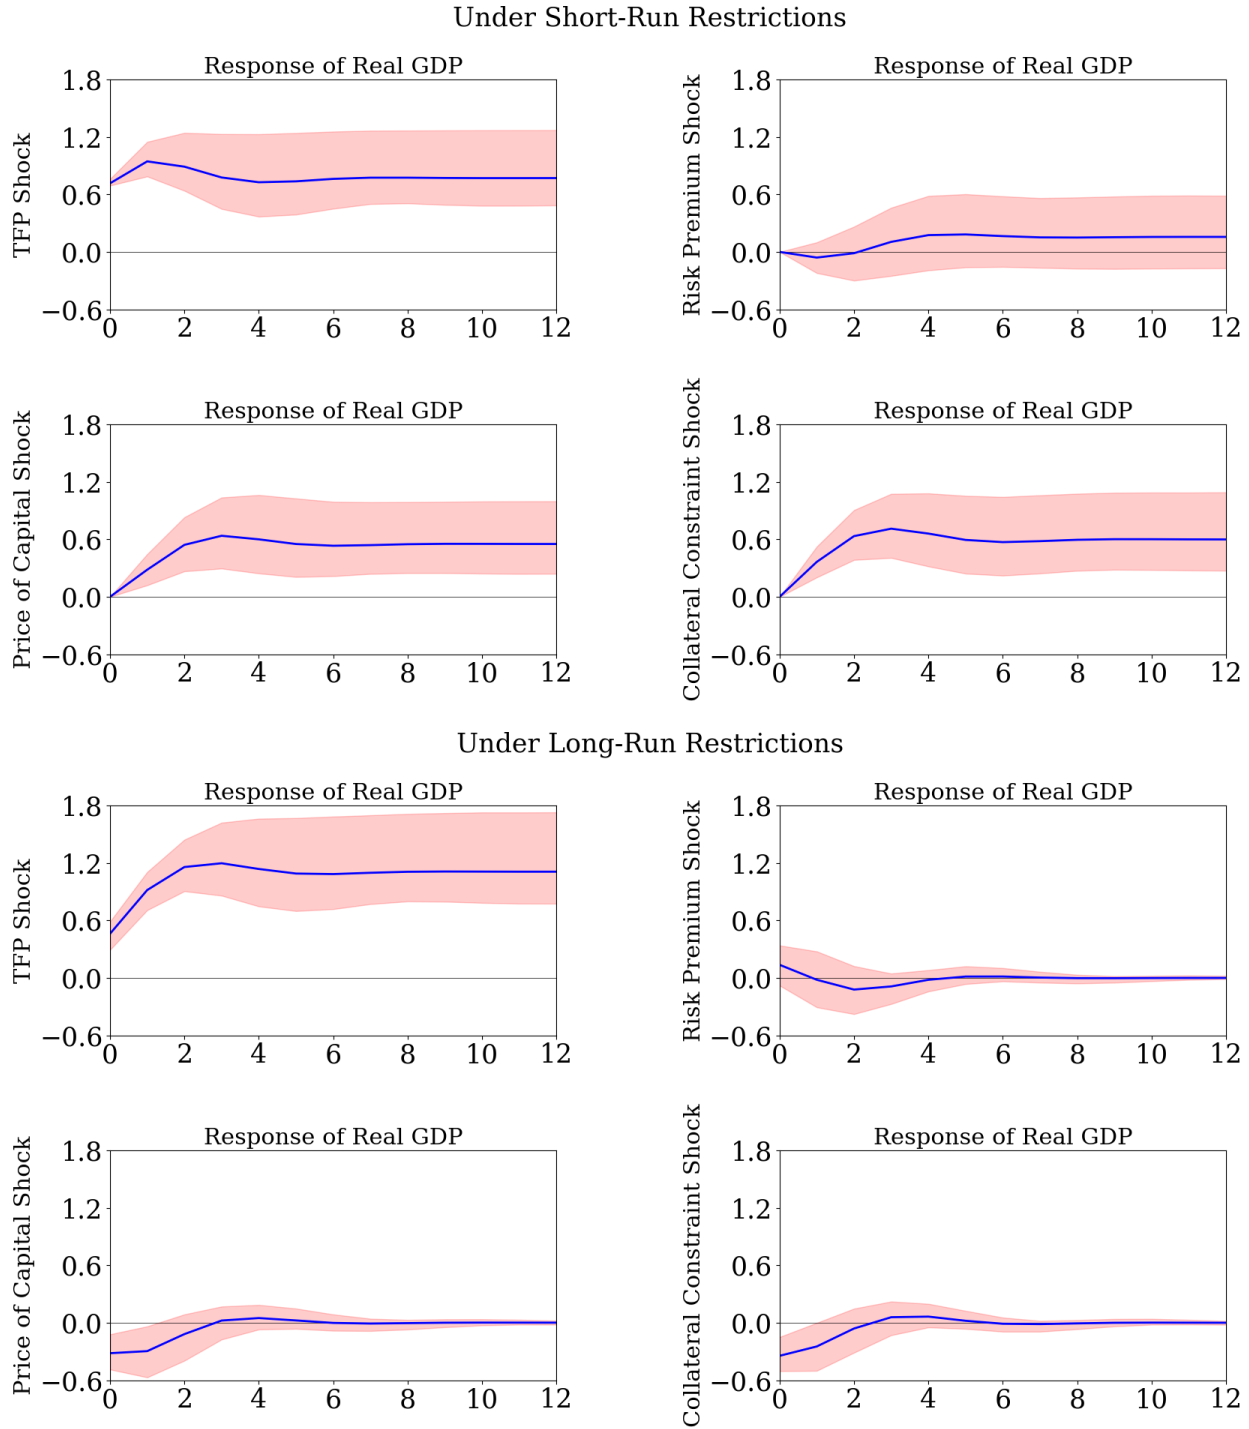 Under Short-Run Restrictions
Response of Real GDP
TFP Shock
1.8
1.2
0.6
0.0
−0.6
0 2 4 6 8 10 12
Response of Real GDP
Risk Premium Shock
1.8
1.2
0.6
0.0
−0.6
0 2 4 6 8 10 12
Response of Real GDP
Price of Capital Shock
1.8
1.2
0.6
0.0
−0.6
0 2 4 6 8 10 12
Response of Real GDP
Collateral Constraint Shock
1.8
1.2
0.6
0.0
−0.6
0 2 4 6 8 10 12
Under Long-Run Restrictions
Response of Real GDP
TFP Shock
1.8
1.2
0.6
0.0
−0.6
0 2 4 6 8 10 12
Response of Real GDP
Risk Premium Shock
1.8
1.2
0.6
0.0
−0.6
0 2 4 6 8 10 12
Response of Real GDP
Price of Capital Shock
1.8
1.2
0.6
0.0
−0.6
0 2 4 6 8 10 12
Response of Real GDP
Collateral Constraint Shock
1.8
1.2
0.6
0.0
−0.6
0 2 4 6 8 10 12